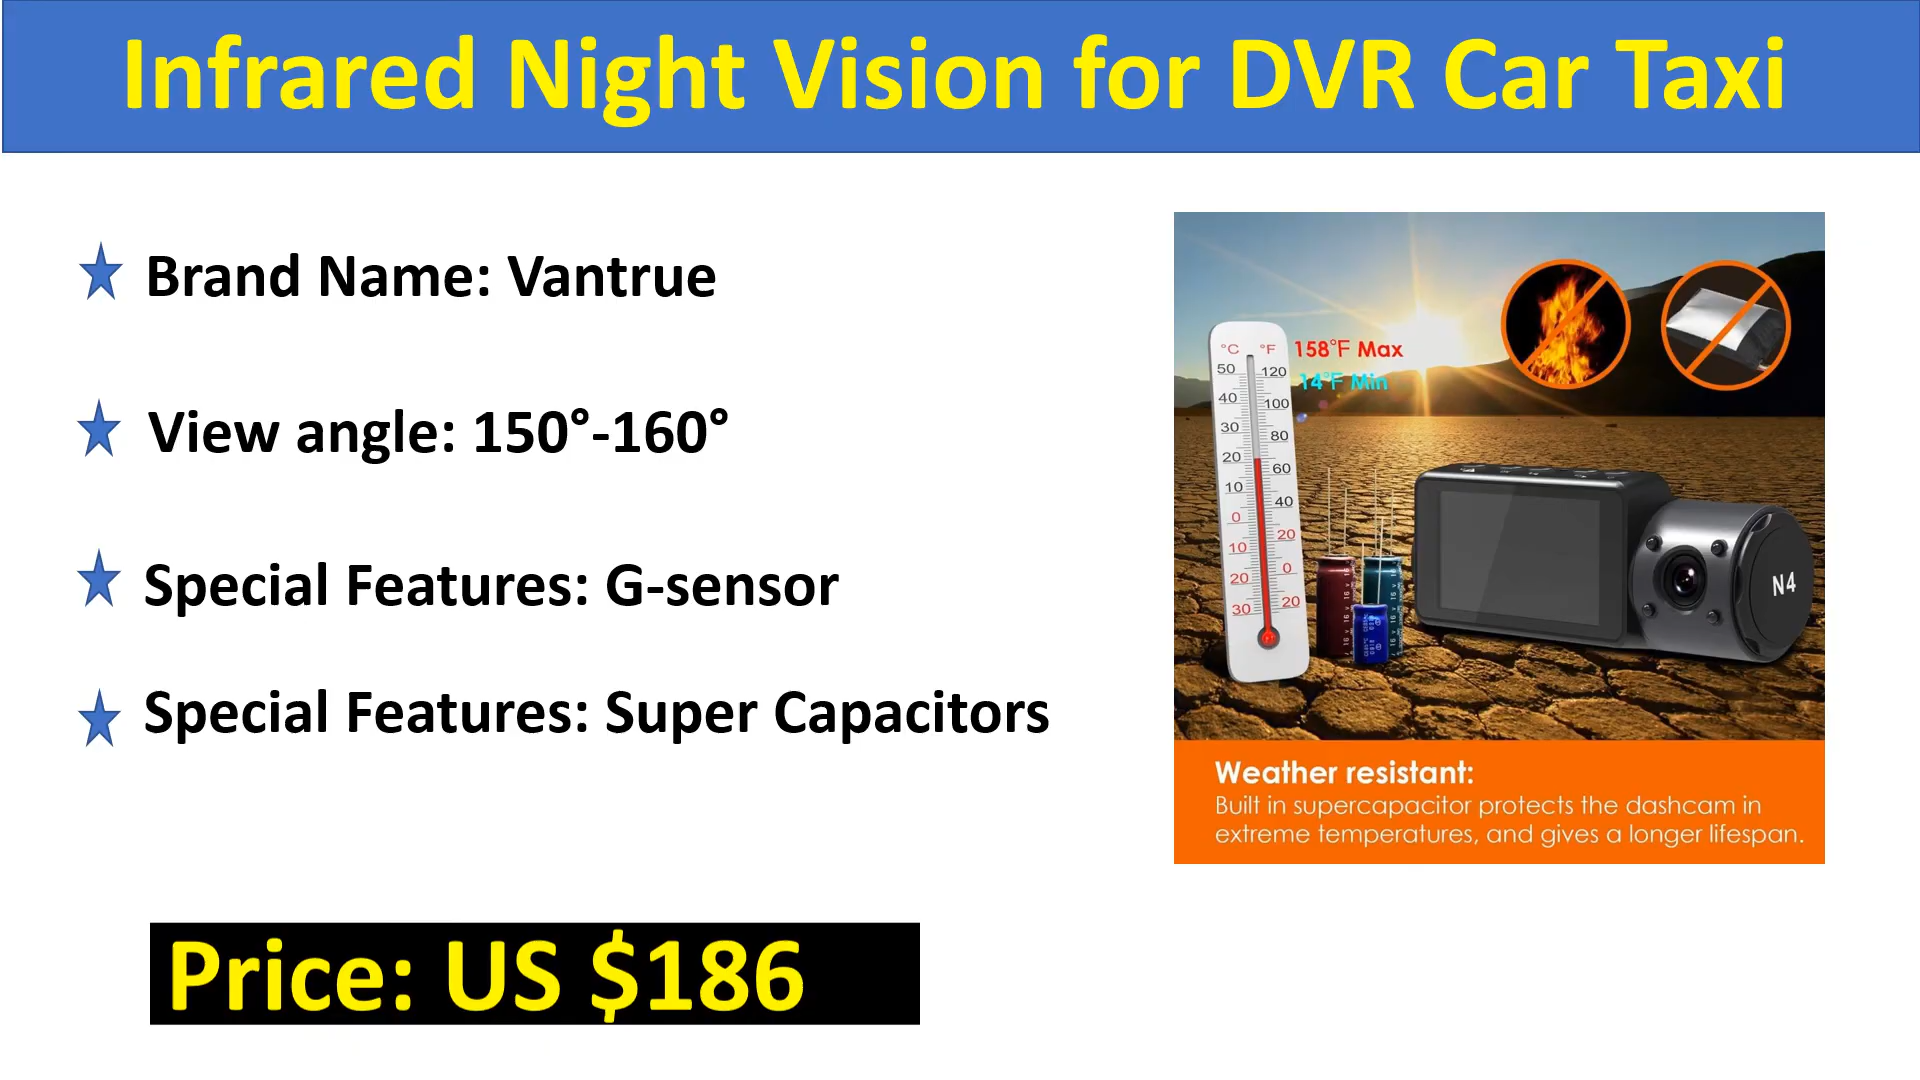 Infrared Night Vision for DVR Car Taxi
Brand Name: Vantrue
View angle: 150°-160°
Special Features: G-sensor
Special Features: Super Capacitors
Price: US $186
°C °F
158°F Max
14°F Min
50 120
40 100
30 80
20 60
10 40
0 20
10 0
20 20
30
N4
Weather resistant:
Built in supercapacitor protects the dashcam in
extreme temperatures, and gives a longer lifespan.